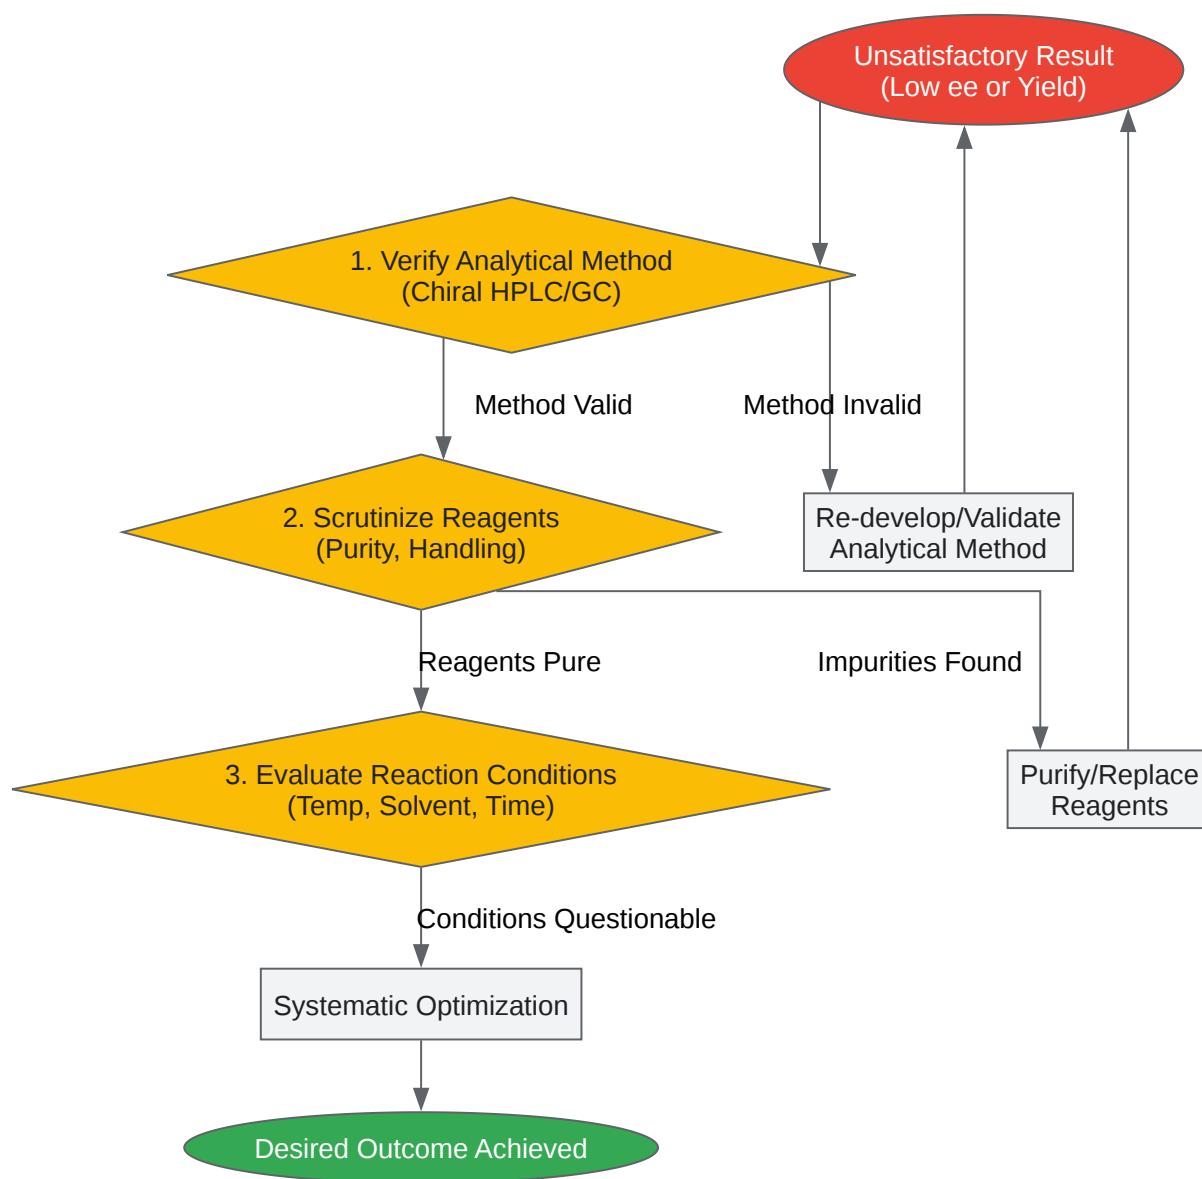 Unsatisfactory Result
(Low ee or Yield)
1. Verify Analytical Method
(Chiral HPLC/GC)
Method Valid
Method Invalid
2. Scrutinize Reagents
(Purity, Handling)
Re-develop/Validate
Analytical Method
Reagents Pure
Impurities Found
3. Evaluate Reaction Conditions
(Temp, Solvent, Time)
Purify/Replace
Reagents
Conditions Questionable
Systematic Optimization
Desired Outcome Achieved